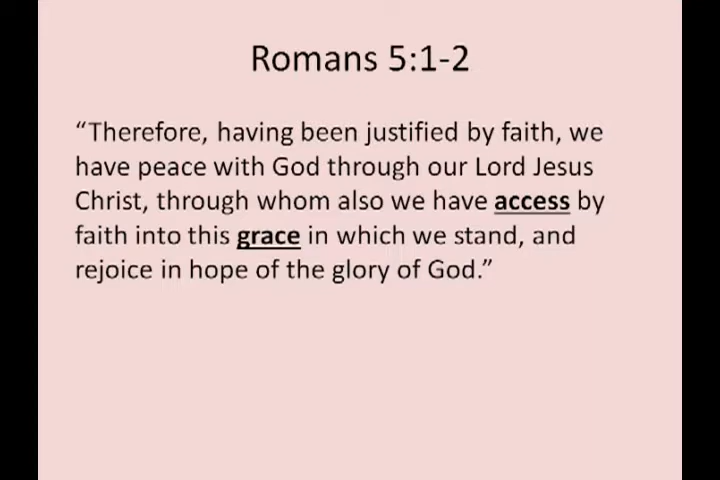 Romans 5:1-2
“Therefore, having been justified by faith, we
have peace with God through our Lord Jesus
Christ, through whom also we have access by
faith into this grace in which we stand, and
rejoice in hope of the glory of God.”